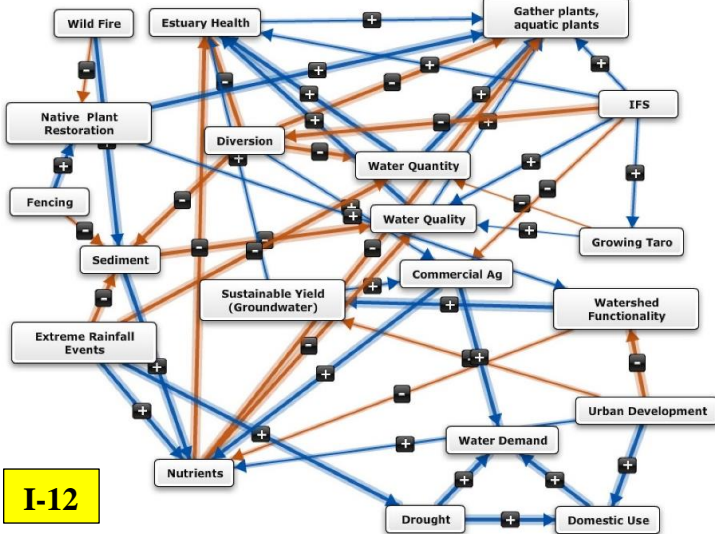 Wild Fire
Estuary Health
Gather plants,
aquatic plants
IFS
Native Plant
Restoration
Diversion
Water Quantity
Fencing
Water Quality
Growing Taro
Sediment
Commercial Ag
Sustainable Yield
(Groundwater)
Watershed
Functionality
Extreme Rainfall
Events
Urban Development
Water Demand
Nutrients
I-12
Drought
Domestic Use